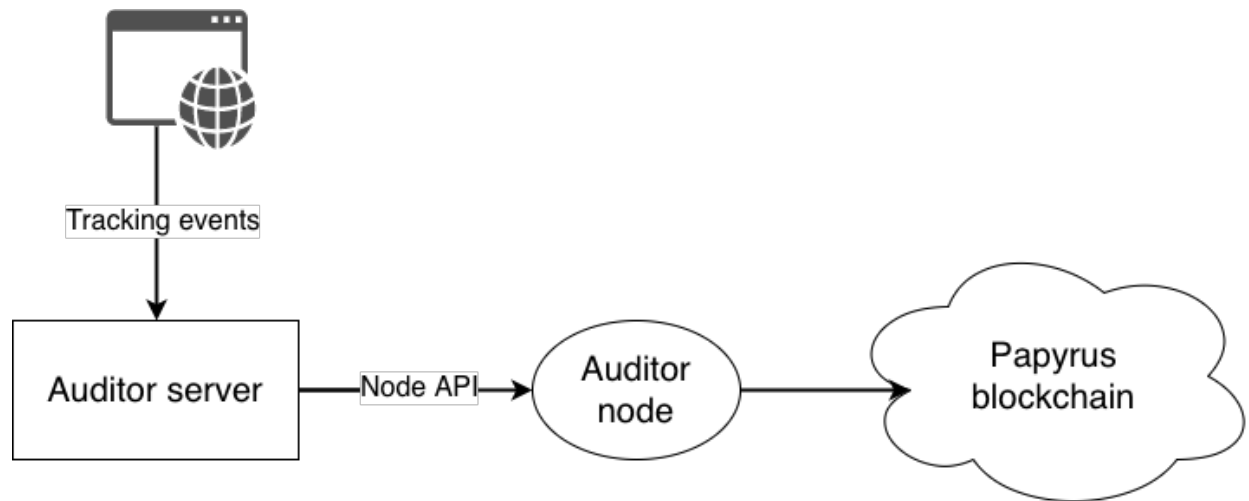 Tracking events
Auditor server
Node API
Auditor
node
Papyrus
blockchain